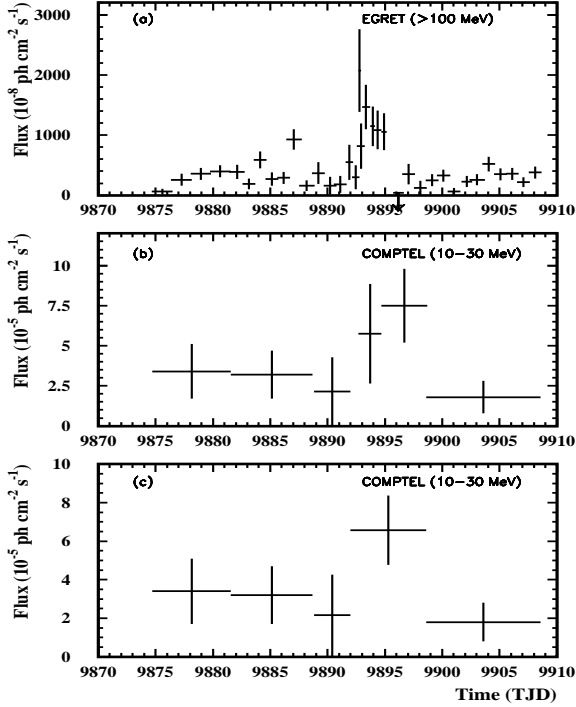 (a) EGRET (>100 MeV)
Flux (10⁻⁸ ph cm⁻² s⁻¹)
3000
2000
1000
0
9870 9875 9880 9885 9890 9895 9900 9905 9910
(b) COMPTEL (10−30 MeV)
Flux (10⁻⁵ ph cm⁻² s⁻¹)
10
7.5
5
2.5
0
9870 9875 9880 9885 9890 9895 9900 9905 9910
(c) COMPTEL (10−30 MeV)
Flux (10⁻⁵ ph cm⁻² s⁻¹)
10
8
6
4
2
0
9870 9875 9880 9885 9890 9895 9900 9905 9910
Time (TJD)